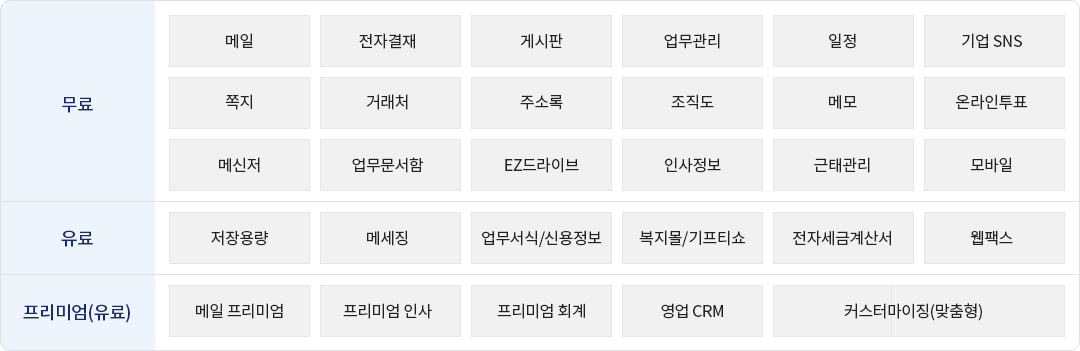 무료
메일 전자결재 게시판 업무관리 일정 기업 SNS
쪽지 거래처 주소록 조직도 메모 온라인투표
메신저 업무문서함 EZ드라이브 인사정보 근태관리 모바일
유료
저장용량 메세징 업무서식/신용정보 복지몰/기프티쇼 전자세금계산서 웹팩스
프리미엄(유료)
메일 프리미엄 프리미엄 인사 프리미엄 회계 영업 CRM 커스터마이징(맞춤형)